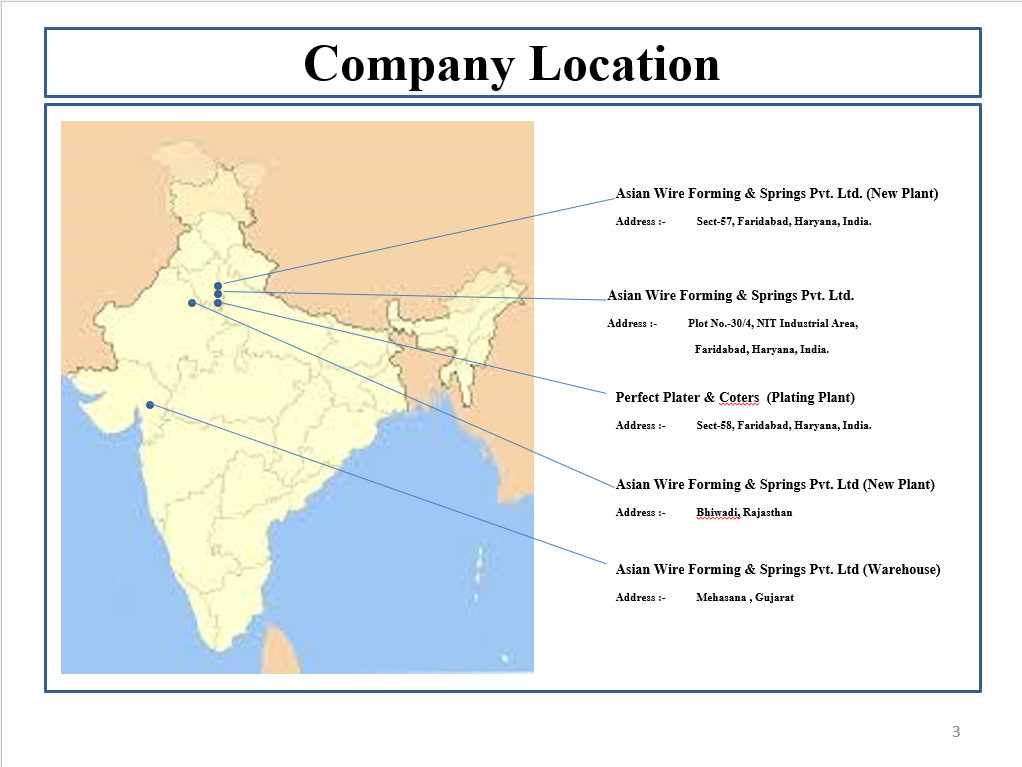 Company Location
Asian Wire Forming & Springs Pvt. Ltd. (New Plant)
Address :- Sect-57, Faridabad, Haryana, India.
Asian Wire Forming & Springs Pvt. Ltd.
Address :- Plot No.-30/4, NIT Industrial Area,
Faridabad, Haryana, India.
Perfect Plater & Coters (Plating Plant)
Address :- Sect-58, Faridabad, Haryana, India.
Asian Wire Forming & Springs Pvt. Ltd (New Plant)
Address :- Bhiwadi, Rajasthan
Asian Wire Forming & Springs Pvt. Ltd (Warehouse)
Address :- Mehasana , Gujarat
3